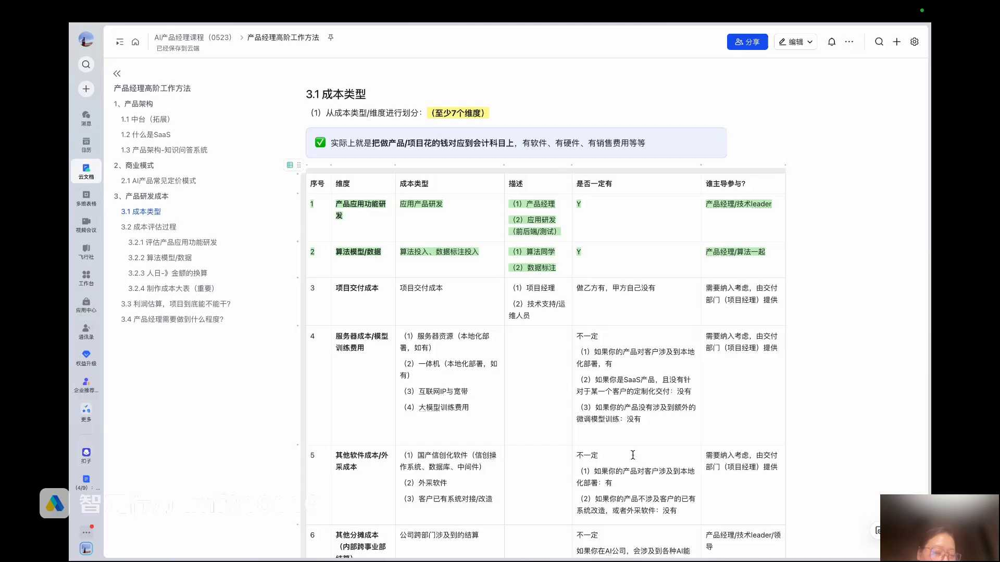 AI产品经理课程（0523） > 产品经理高阶工作方法
已经保存到云端
分享
编辑
消息
日历
云文档
多维表格
视频会议
飞行社
工作台
应用中心
通讯录
权益升级
企业推荐...
更多
扣子
(4/9) : ...
产品经理高阶工作方法
1、产品架构
1.1 中台（拓展）
1.2 什么是SaaS
1.3 产品架构-知识问答系统
2、商业模式
2.1 AI产品常见定价模式
3、产品研发成本
3.1 成本类型
3.2 成本评估过程
3.2.1 评估产品应用功能研发
3.2.2 算法模型/数据
3.2.3 人日-》金额的换算
3.2.4 制作成本大表（重要）
3.3 利润估算，项目到底能不能干？
3.4 产品经理需要做到什么程度？
3.1 成本类型
（1）从成本类型/维度进行划分：（至少7个维度）
实际上就是把做产品/项目花的钱对应到会计科目上，有软件、有硬件、有销售费用等等
序号 维度 成本类型 描述 是否一定有 谁主导参与？
1 产品应用功能研发 应用产品研发 （1）产品经理 Y 产品经理/技术leader
（2）应用研发（前后端/测试）
2 算法模型/数据 算法投入、数据标注投入 （1）算法同学 Y 产品经理/算法一起
（2）数据标注
3 项目交付成本 项目交付成本 （1）项目经理 做乙方有，甲方自己没有 需要纳入考虑，由交付部门（项目经理）提供
（2）技术支持/运维人员
4 服务器成本/模型训练费用 （1）服务器资源（本地化部署，如有） 不一定 需要纳入考虑，由交付部门（项目经理）提供
（2）一体机（本地化部署，如有）
（3）互联网IP与宽带
（4）大模型训练费用
（1）如果你的产品对客户涉及到本地化部署，有
（2）如果你是SaaS产品，且没有针对于某一个客户的定制化交付：没有
（3）如果你的产品没有涉及到额外的微调模型训练：没有
5 其他软件成本/外采成本 （1）国产信创化软件（信创操作系统、数据库、中间件） 不一定 需要纳入考虑，由交付部门（项目经理）提供
（2）外采软件
（3）客户已有系统对接/改造
（1）如果你的产品对客户涉及到本地化部署：有
（2）如果你的产品不涉及客户的已有系统改造，或者外采软件：没有
6 其他分摊成本（内部跨事业部结算） 公司跨部门涉及到的结算 不一定 产品经理/技术leader/领导
如果你在AI公司，会涉及到各种AI能
智